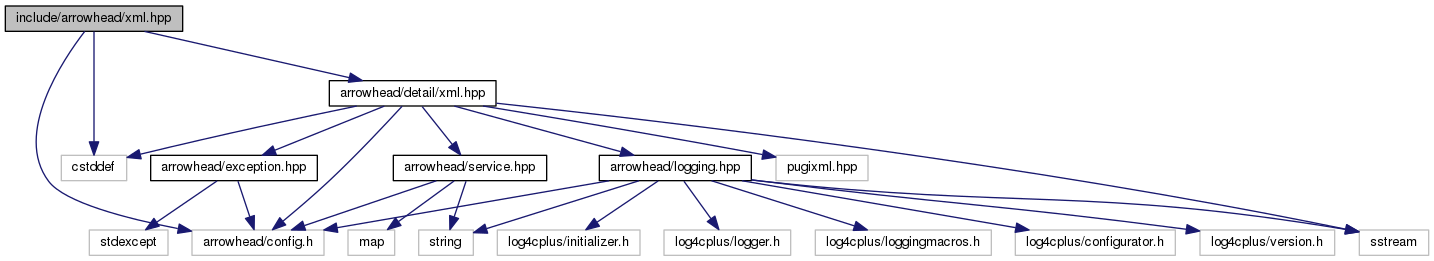 include/arrowhead/xml.hpp
arrowhead/detail/xml.hpp
cstddef
arrowhead/exception.hpp
arrowhead/service.hpp
arrowhead/logging.hpp
pugixml.hpp
stdexcept
arrowhead/config.h
map
string
log4cplus/initializer.h
log4cplus/logger.h
log4cplus/loggingmacros.h
log4cplus/configurator.h
log4cplus/version.h
sstream